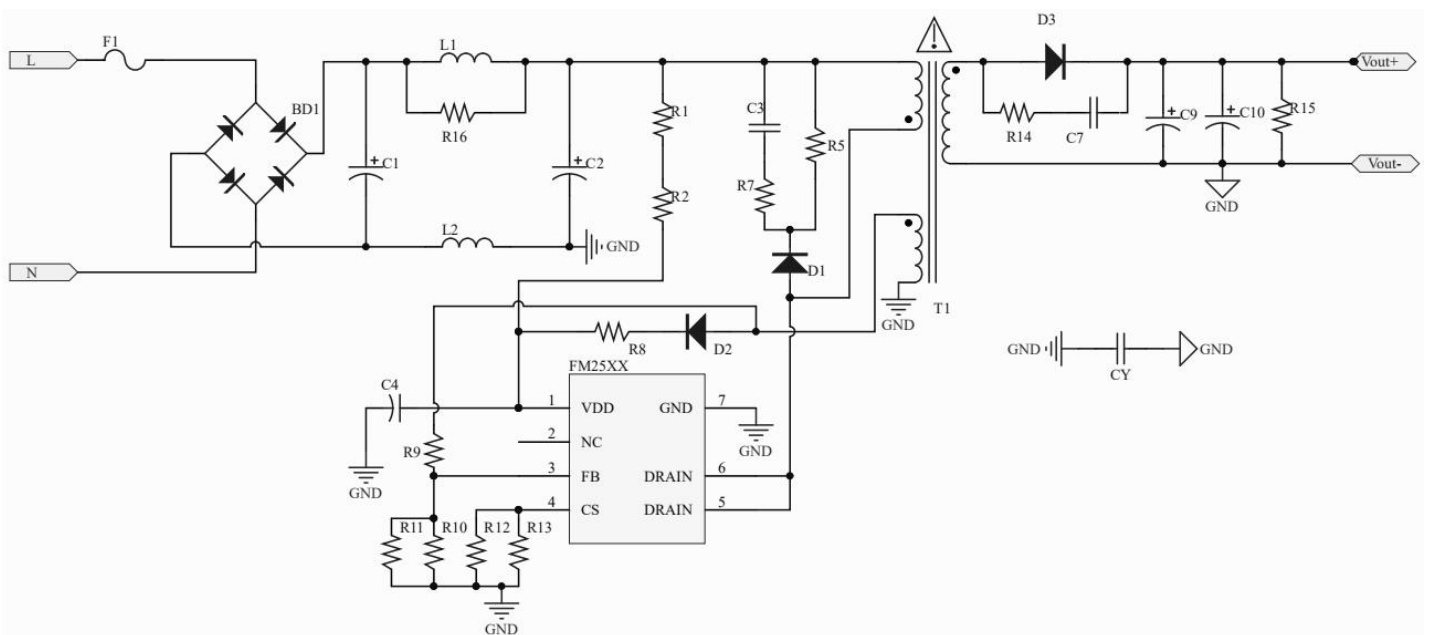 D3
F1
L
L1
Vout+
BD1
R16
R1
C3
R14
C7
C9
C10
R15
C1
C2
R5
R7
R2
Vout-
GND
L2
GND
D1
T1
GND
R8
D2
GND
CY
GND
FM25XX
N
C4
1
VDD
GND
7
2
NC
GND
R9
3
FB
DRAIN
6
GND
4
CS
DRAIN
5
R11
R10
R12
R13
GND